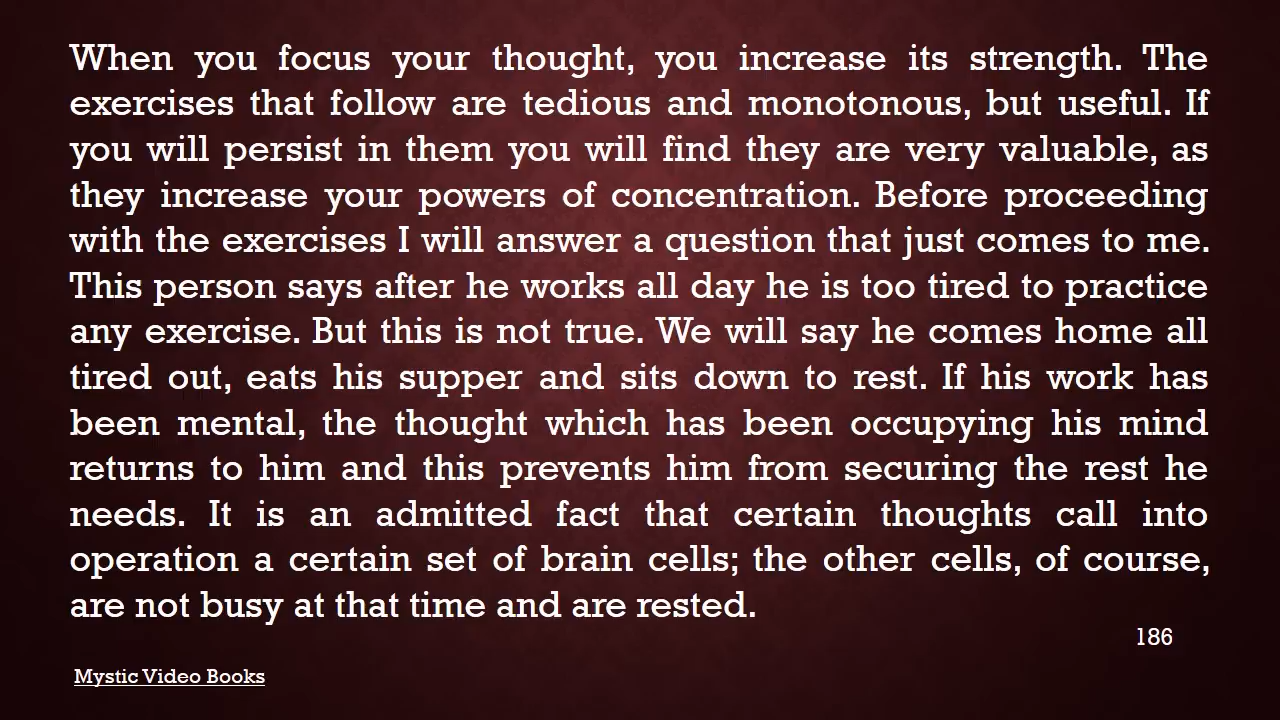 When you focus your thought, you increase its strength. The
exercises that follow are tedious and monotonous, but useful. If
you will persist in them you will find they are very valuable, as
they increase your powers of concentration. Before proceeding
with the exercises I will answer a question that just comes to me.
This person says after he works all day he is too tired to practice
any exercise. But this is not true. We will say he comes home all
tired out, eats his supper and sits down to rest. If his work has
been mental, the thought which has been occupying his mind
returns to him and this prevents him from securing the rest he
needs. It is an admitted fact that certain thoughts call into
operation a certain set of brain cells; the other cells, of course,
are not busy at that time and are rested.
186
Mystic Video Books